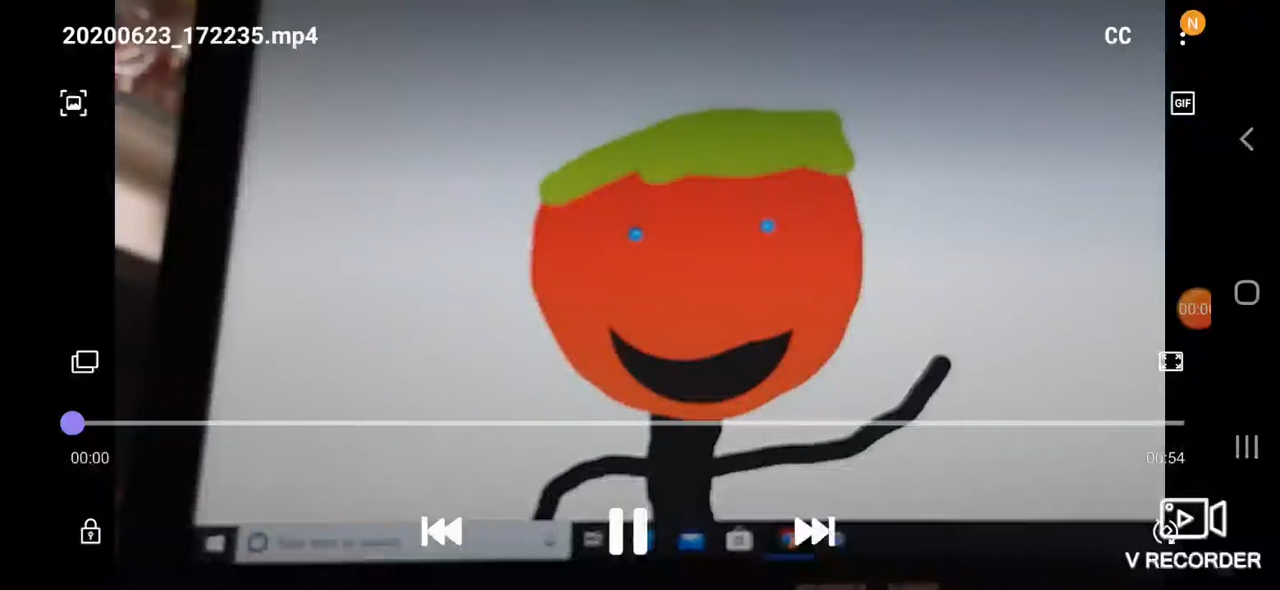 20200623_172235.mp4
CC
N
GIF
00:00
00:54
V RECORDER